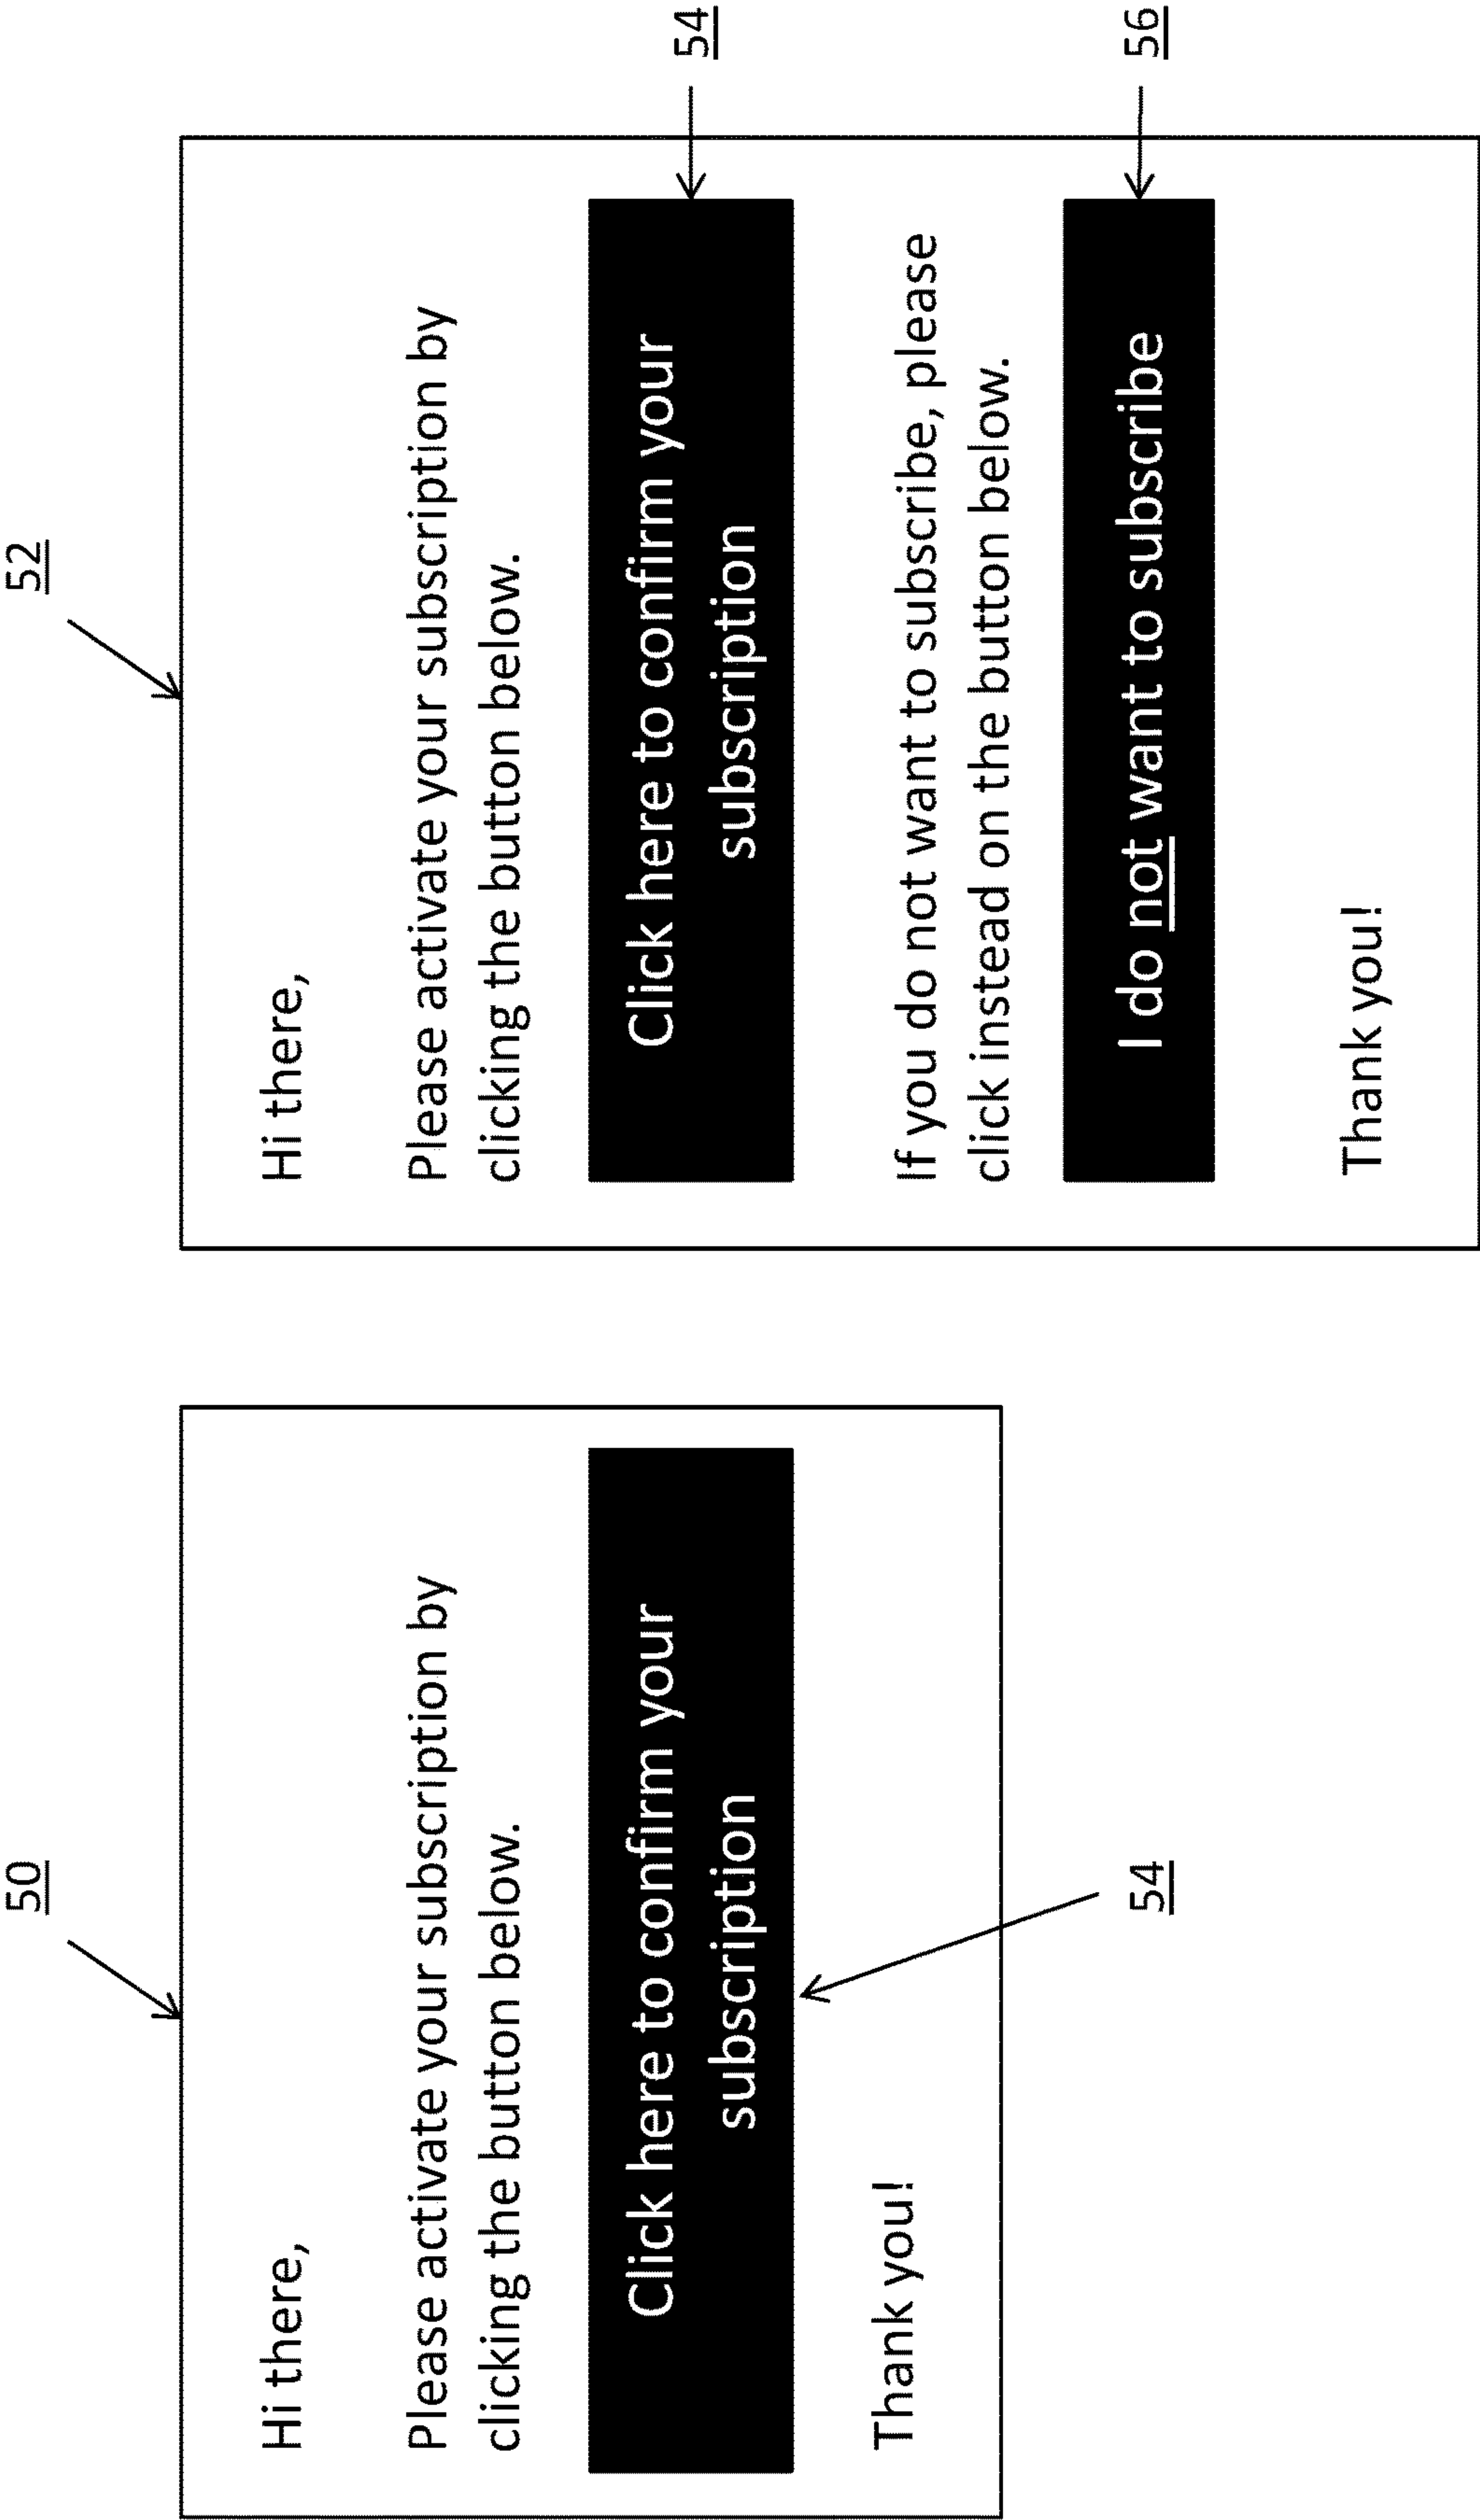 50
Hi there,
Please activate your subscription by
clicking the button below.
Click here to confirm your
subscription
Thank you!
54
52
Hi there,
Please activate your subscription by
clicking the button below.
Click here to confirm your
subscription
54
If you do not want to subscribe, please
click instead on the button below.
I do not want to subscribe
56
Thank you!